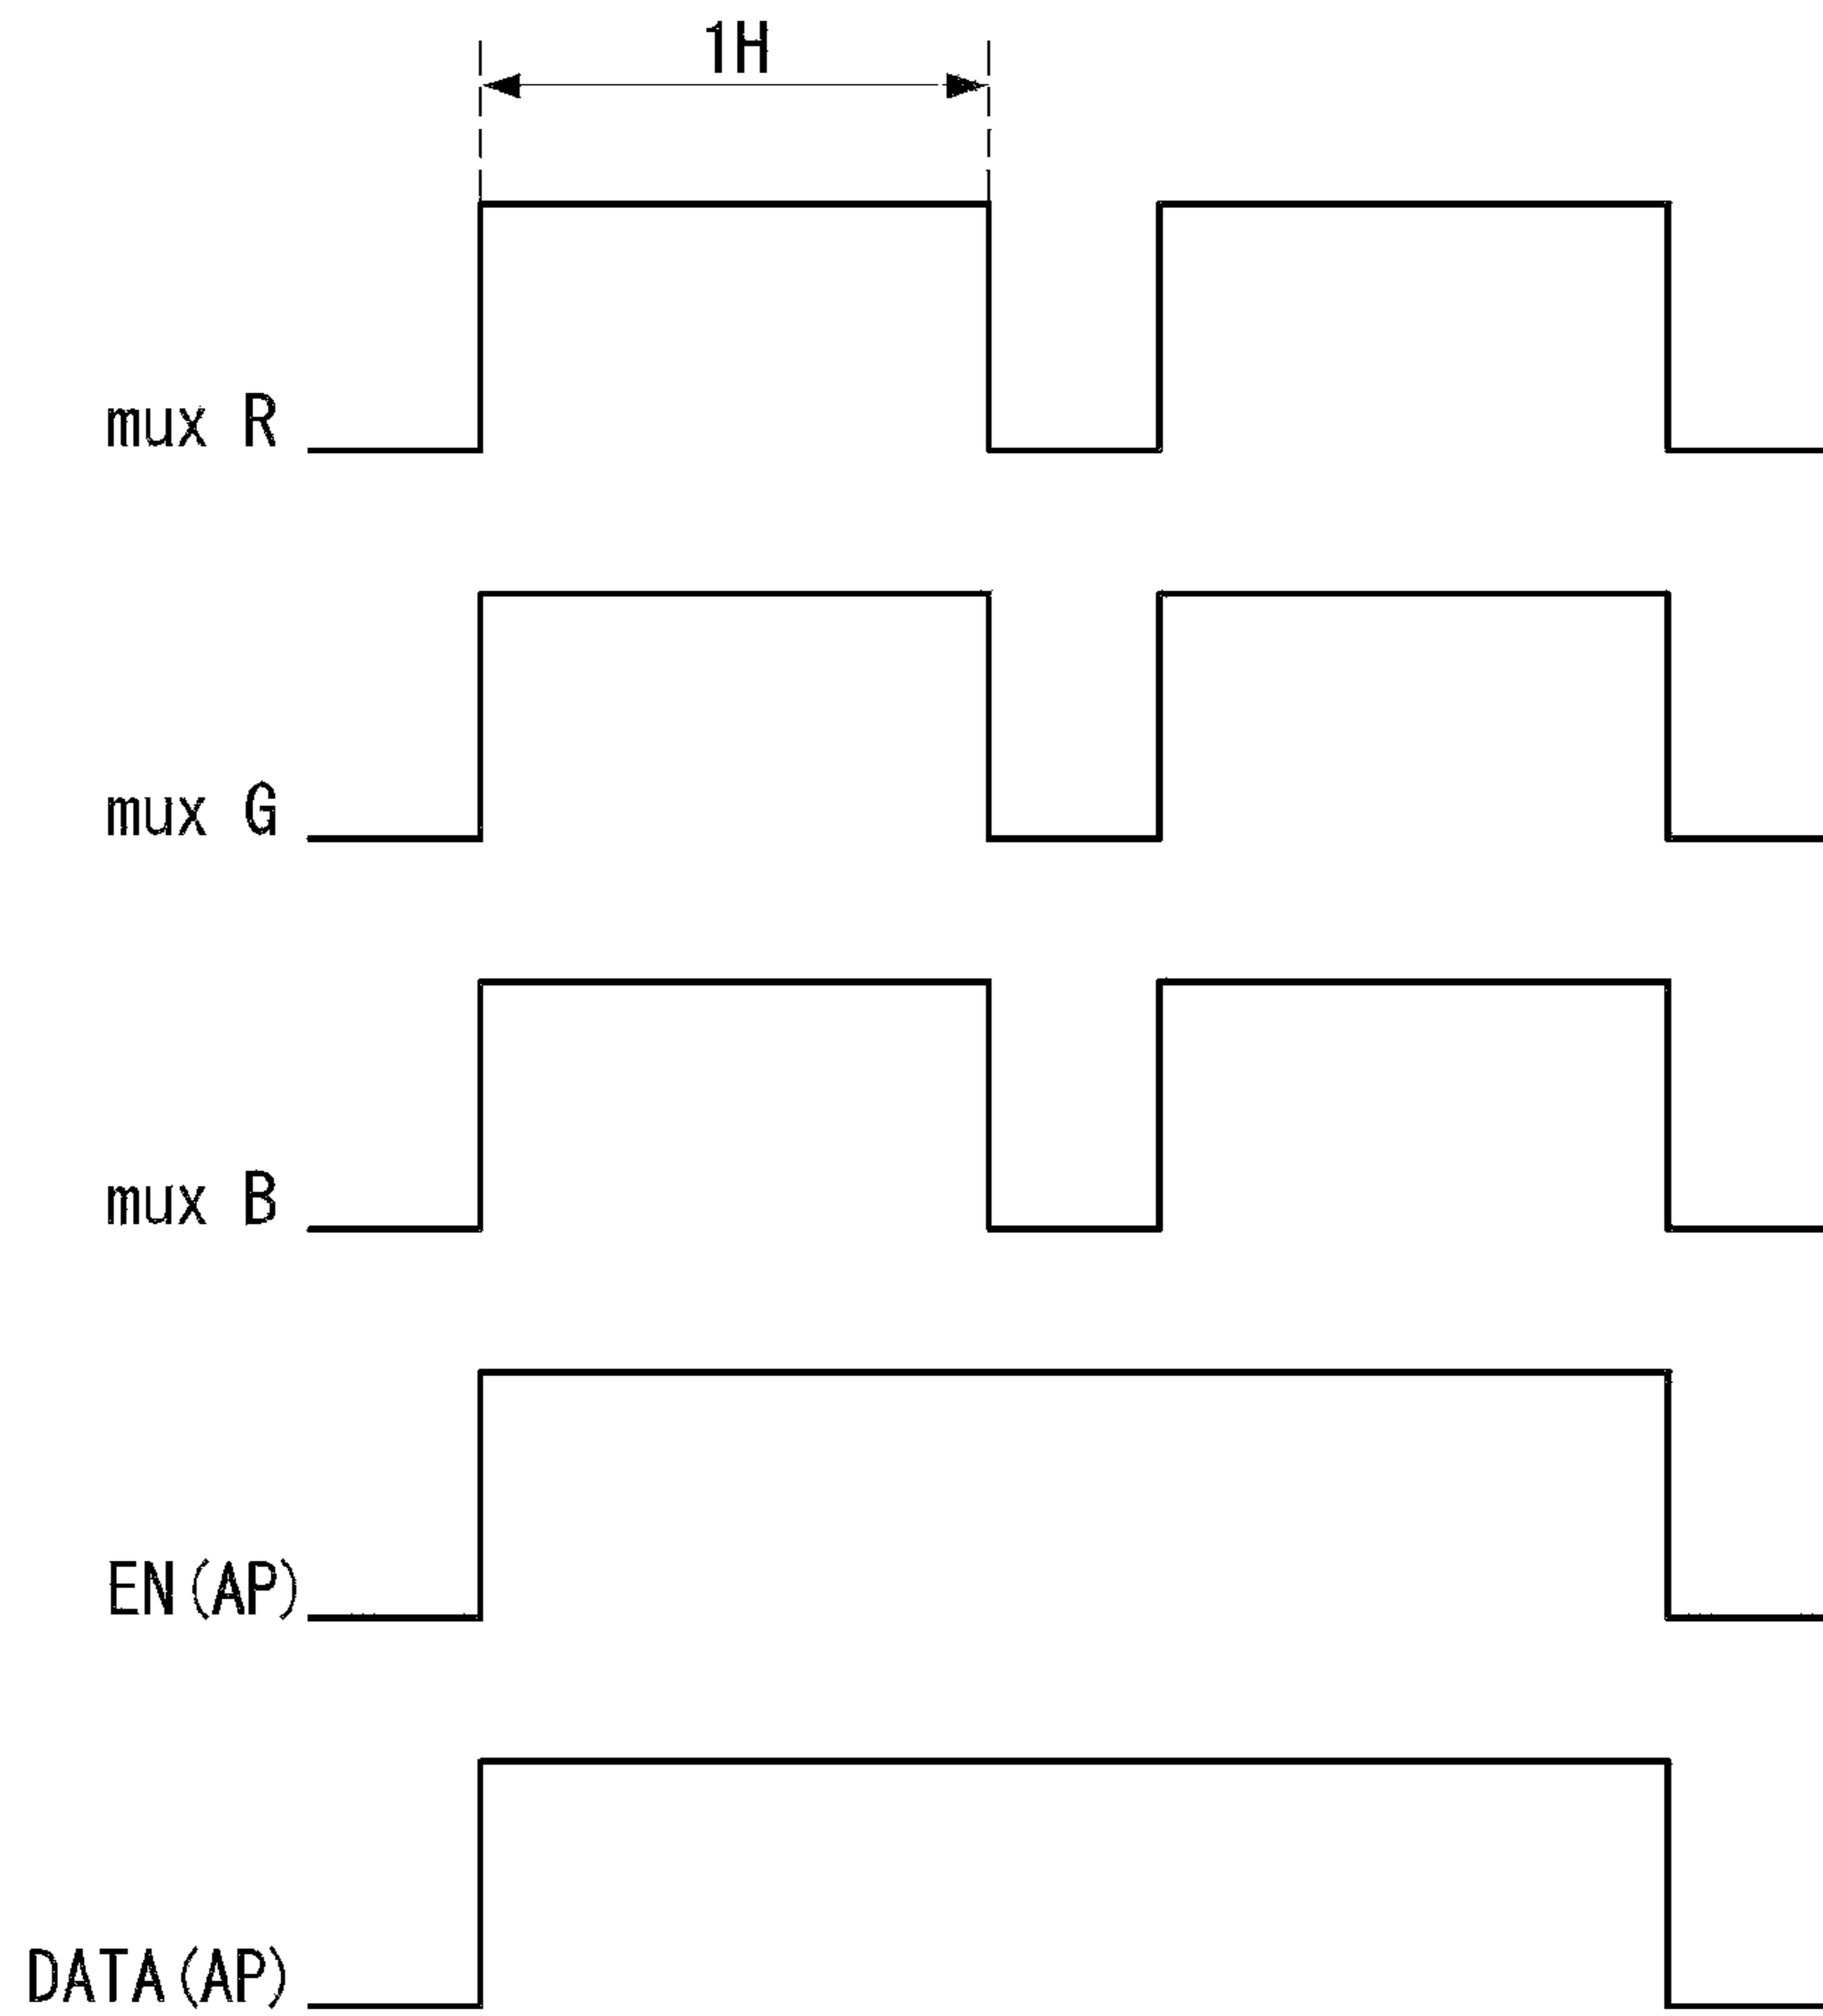 1H
mux R
mux G
mux B
EN(AP)
DATA(AP)